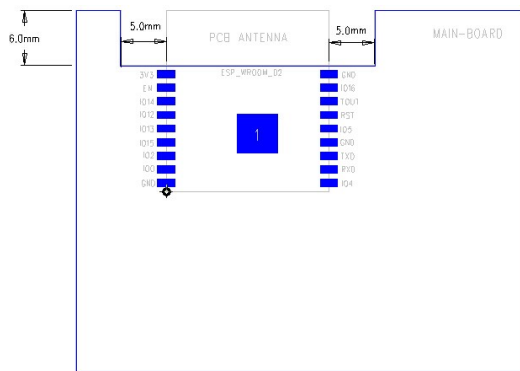 5.0mm
5.0mm
6.0mm
PCB ANTENNA
MAIN-BOARD
ESP_WROOM_02
3V3
EN
IO14
IO12
IO13
IO15
IO2
IO0
GND
1
GND
IO16
TOUT
RST
IO5
GND
TXD
RXD
IO4